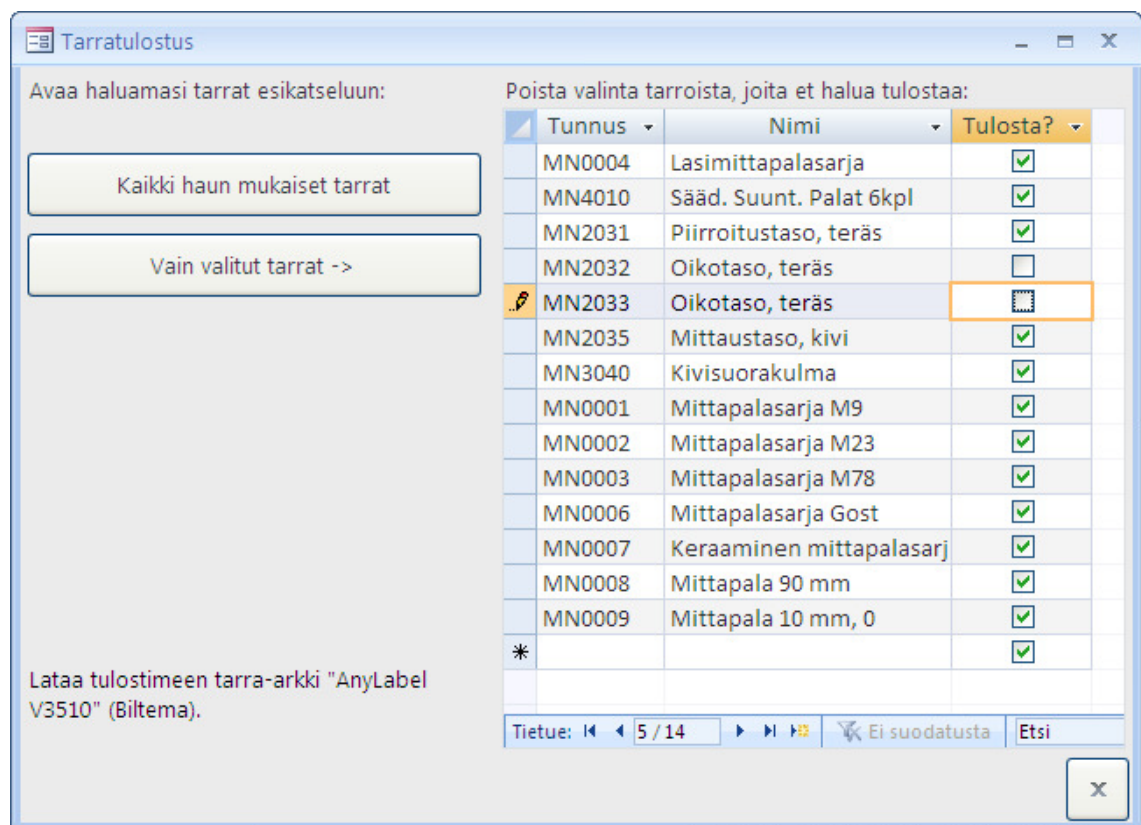 Tarratulostus
Avaa haluamasi tarrat esikatseluun:
Kaikki haun mukaiset tarrat
Vain valitut tarrat ->
Lataa tulostimeen tarra-arkki "AnyLabel
V3510" (Biltema).
Poista valinta tarroista, joita et halua tulostaa:
Tunnus Nimi Tulosta?
MN0004 Lasimittapalasarja
MN4010 Sääd. Suunt. Palat 6kpl
MN2031 Piirroitustaso, teräs
MN2032 Oikotaso, teräs
MN2033 Oikotaso, teräs
MN2035 Mittaustaso, kivi
MN3040 Kivisuorakulma
MN0001 Mittapalasarja M9
MN0002 Mittapalasarja M23
MN0003 Mittapalasarja M78
MN0006 Mittapalasarja Gost
MN0007 Keraaminen mittapalasarj
MN0008 Mittapala 90 mm
MN0009 Mittapala 10 mm, 0
Tietue: 5 / 14 Ei suodatusta Etsi